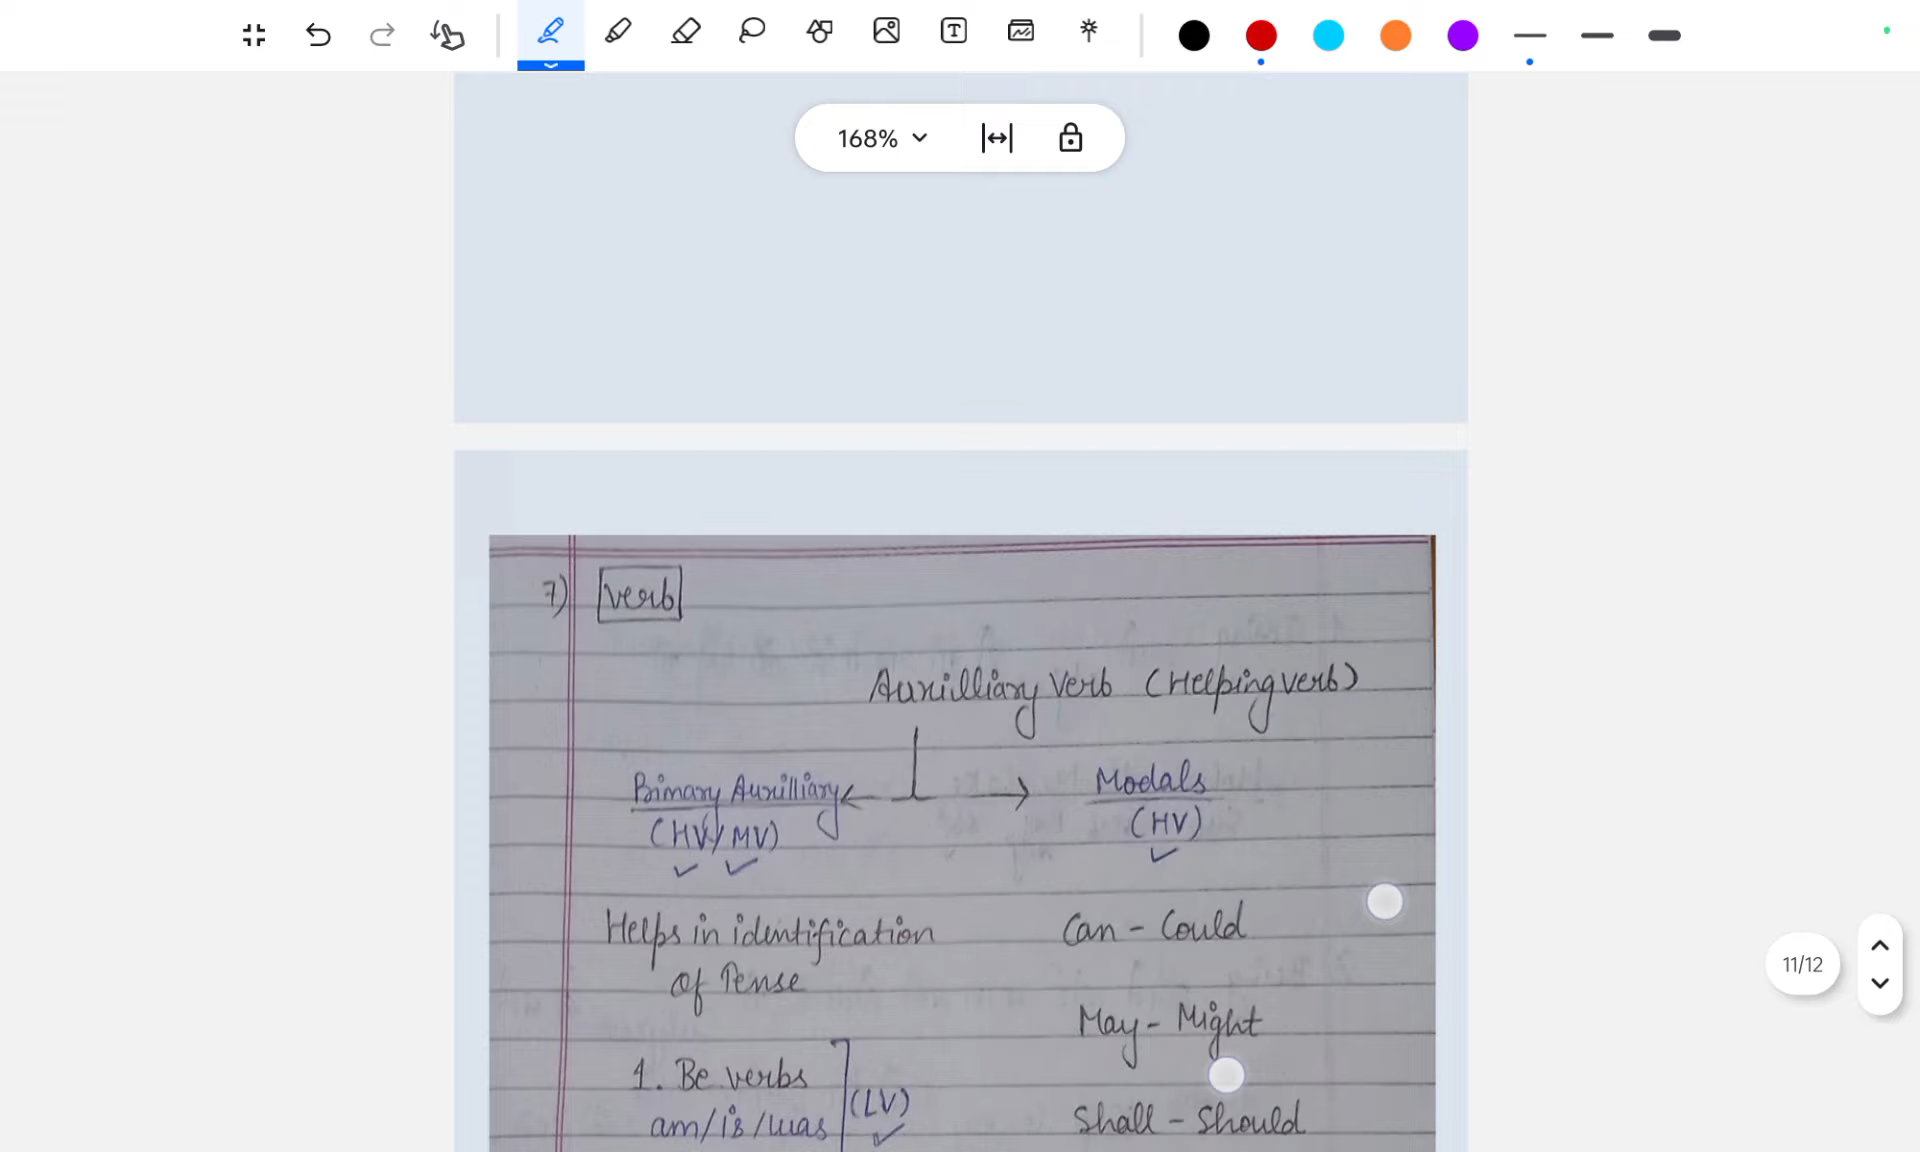 168%
7) verb
Auxilliary Verb (Helping verb)
Primary Auxilliary
Modals
(HV/MV)
(HV)
Helps in identification
of Tense
Can - Could
May - Might
1. Be verbs
am/is/was
(LV)
Shall - Should
11/12